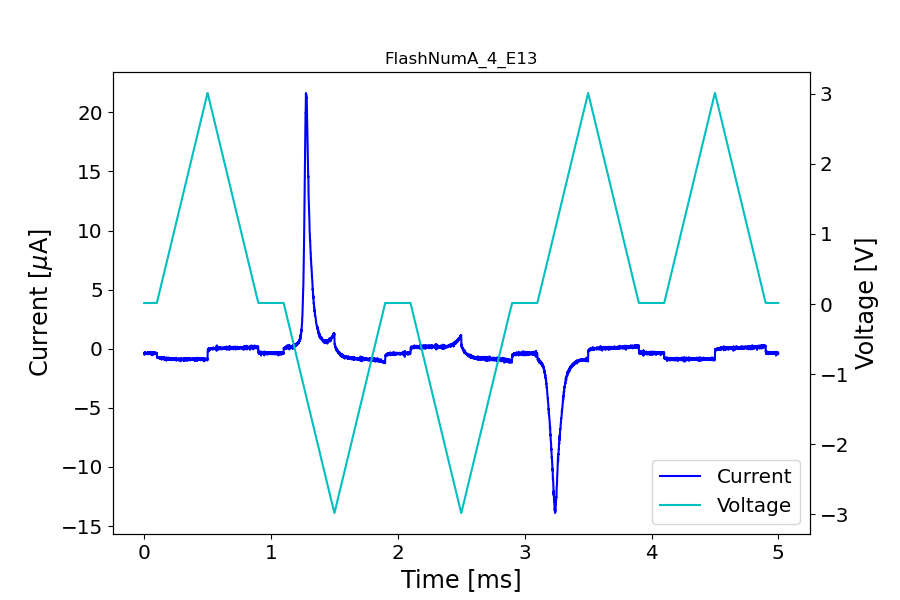 FlashNumA_4_E13
Current [μA]
20
15
10
5
0
−5
−10
−15
Voltage [V]
3
2
1
0
−1
−2
−3
Current
Voltage
0 1 2 3 4 5
Time [ms]